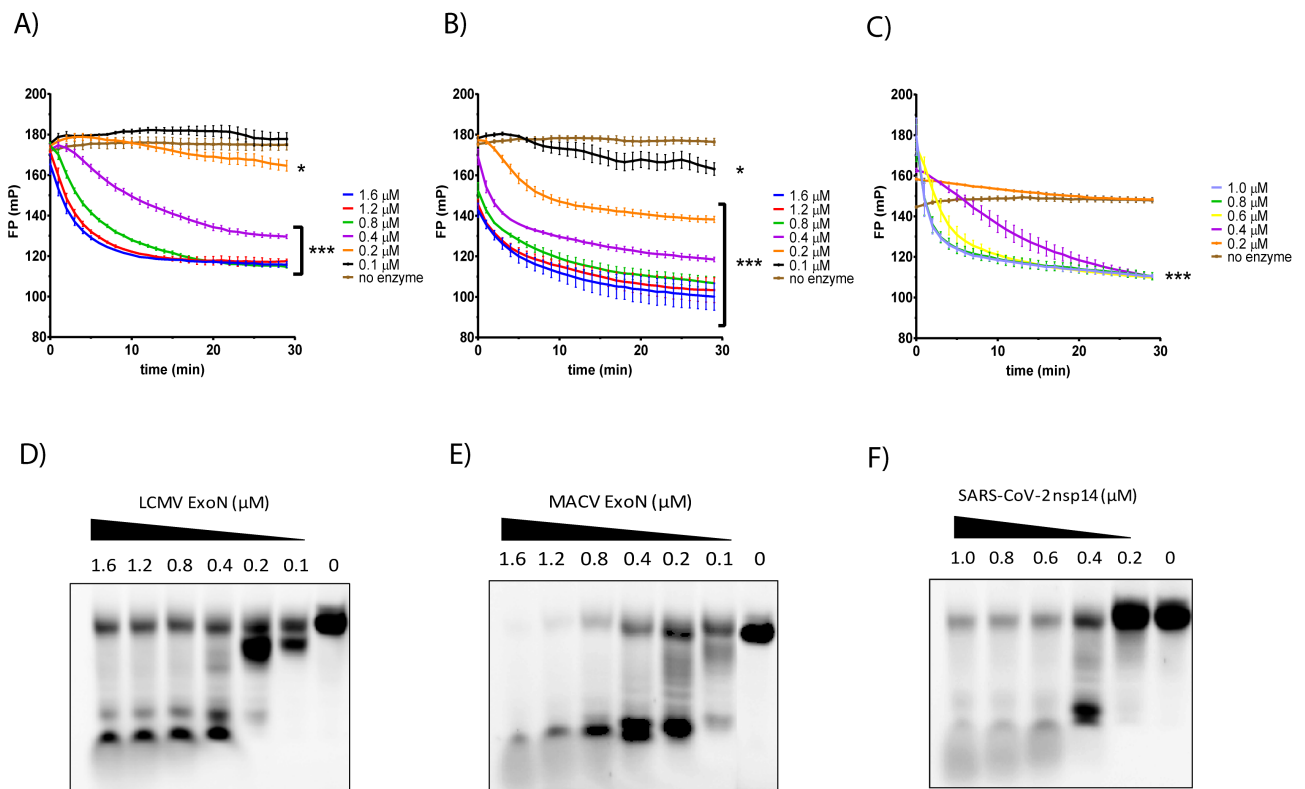 A)
200
180
160
140
120
100
80
FP (mP)
0
10
20
30
time (min)
*
***
1.6 μM
1.2 μM
0.8 μM
0.4 μM
0.2 μM
0.1 μM
no enzyme
B)
200
180
160
140
120
100
80
FP (mP)
0
10
20
30
time (min)
*
***
1.6 μM
1.2 μM
0.8 μM
0.4 μM
0.2 μM
0.1 μM
no enzyme
C)
200
180
160
140
120
100
80
FP (mP)
0
10
20
30
time (min)
***
1.0 μM
0.8 μM
0.6 μM
0.4 μM
0.2 μM
no enzyme
D)
LCMV ExoN (μM)
1.6 1.2 0.8 0.4 0.2 0.1 0
E)
MACV ExoN (μM)
1.6 1.2 0.8 0.4 0.2 0.1 0
F)
SARS-CoV-2 nsp14 (μM)
1.0 0.8 0.6 0.4 0.2 0